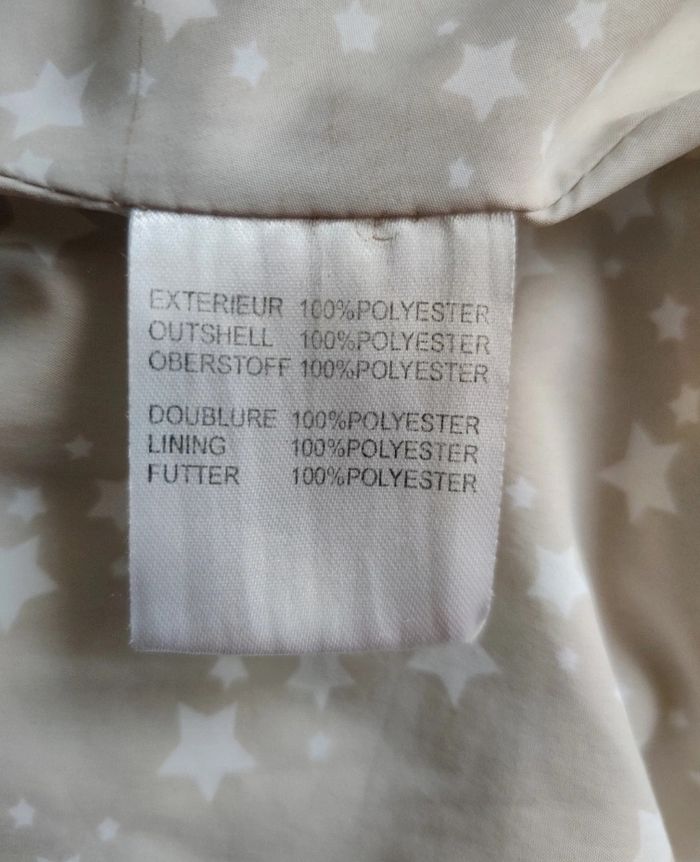 EXTERIEUR 100%POLYESTER
OUTSHELL 100%POLYESTER
OBERSTOFF 100%POLYESTER
DOUBLURE 100%POLYESTER
LINING 100%POLYESTER
FUTTER 100%POLYESTER